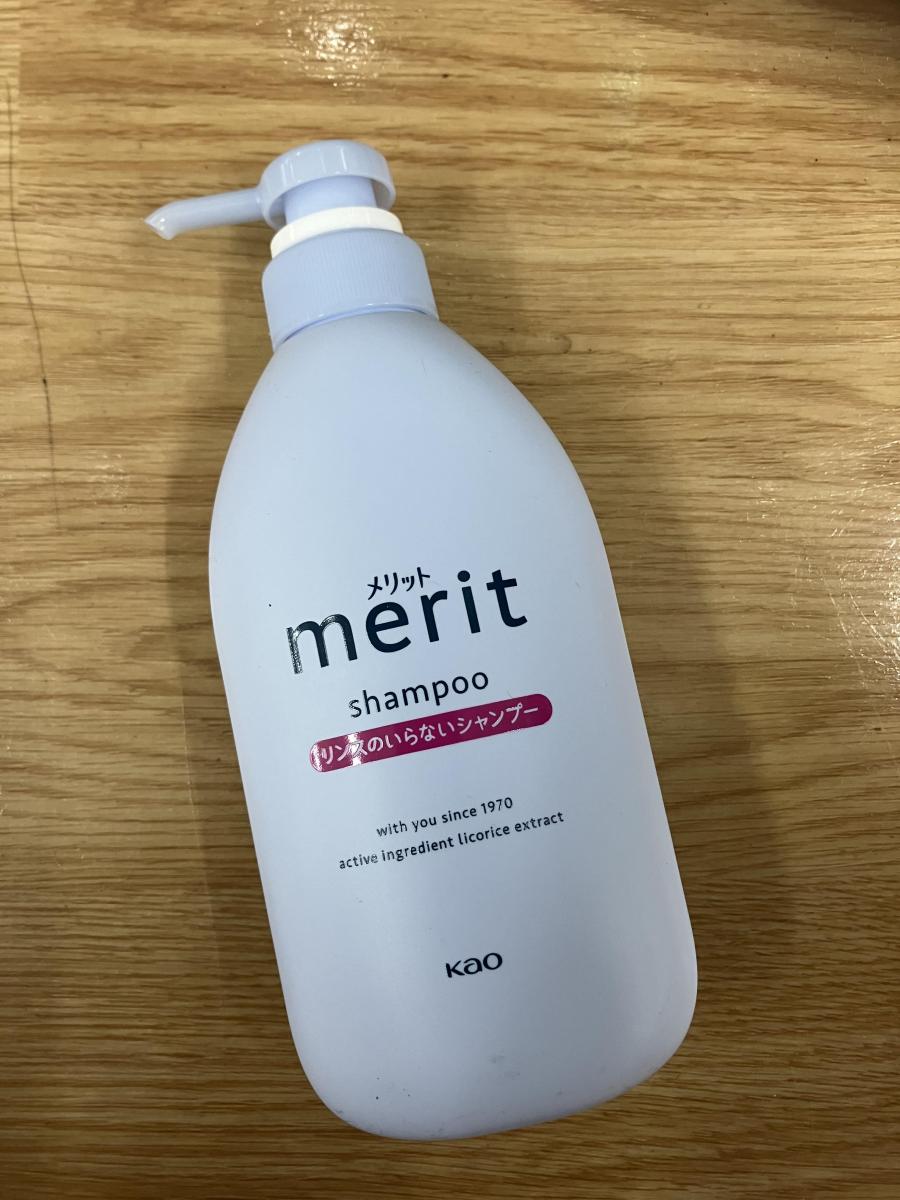 メリット
merit
shampoo
リンスのいらないシャンプー
with you since 1970
active ingredient licorice extract
Kao